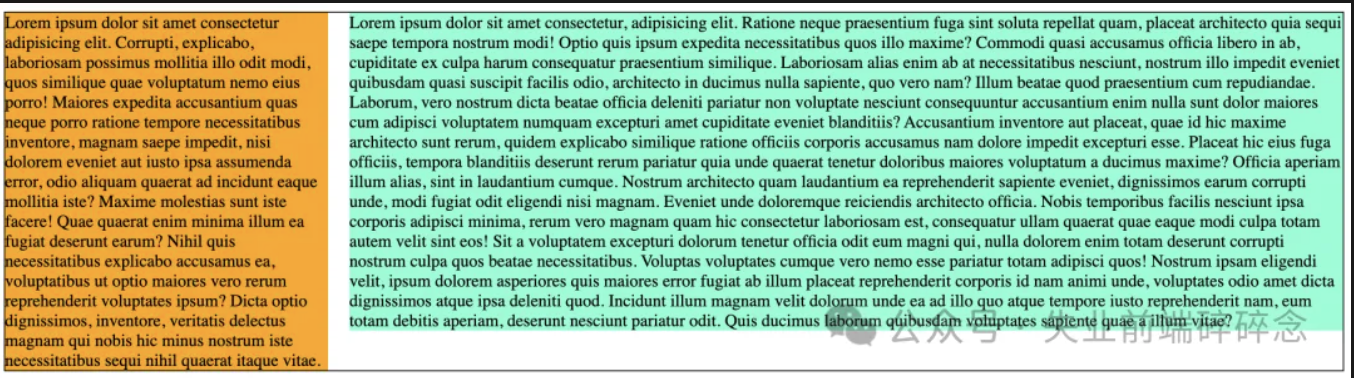 Lorem ipsum dolor sit amet consectetur
adipisicing elit. Corrupti, explicabo,
laboriosam possimus mollitia illo odit modi,
quos similique quae voluptatum nemo eius
porro! Maiores expedita accusantium quas
neque porro ratione tempore necessitatibus
inventore, magnam saepe impedit, nisi
dolorem eveniet aut iusto ipsa assumenda
error, odio aliquam quaerat ad incidunt eaque
mollitia iste? Maxime molestias sunt iste
facere! Quae quaerat enim minima illum ea
fugiat deserunt earum? Nihil quis
necessitatibus explicabo accusamus ea,
voluptatibus ut optio maiores vero rerum
reprehenderit voluptates ipsum? Dicta optio
dignissimos, inventore, veritatis delectus
magnam qui nobis hic minus nostrum iste
necessitatibus sequi nihil quaerat itaque vitae.
Lorem ipsum dolor sit amet consectetur, adipisicing elit. Ratione neque praesentium fuga sint soluta repellat quam, placeat architecto quia sequi
saepe tempora nostrum modi! Optio quis ipsum expedita necessitatibus quos illo maxime? Commodi quasi accusamus officia libero in ab,
cupiditate ex culpa harum consequatur praesentium similique. Laboriosam alias enim ab at necessitatibus nesciunt, nostrum illo impedit eveniet
quibusdam quasi suscipit facilis odio, architecto in ducimus nulla sapiente, quo vero nam? Illum beatae quod praesentium cum repudiandae.
Laborum, vero nostrum dicta beatae officia deleniti pariatur non voluptate nesciunt consequuntur accusantium enim nulla sunt dolor maiores
cum adipisci voluptatem numquam excepturi amet cupiditate eveniet blanditiis? Accusantium inventore aut placeat, quae id hic maxime
architecto sunt rerum, quidem explicabo similique ratione officiis corporis accusamus nam dolore impedit excepturi esse. Placeat hic eius fuga
officiis, tempora blanditiis deserunt rerum pariatur quia unde quaerat tenetur doloribus maiores voluptatum a ducimus maxime? Officia aperiam
illum alias, sint in laudantium cumque. Nostrum architecto quam laudantium ea reprehenderit sapiente eveniet, dignissimos earum corrupti
unde, modi fugiat odit eligendi nisi magnam. Eveniet unde doloremque reiciendis architecto officia. Nobis temporibus facilis nesciunt ipsa
corporis adipisci minima, rerum vero magnam quam hic consectetur laboriosam est, consequatur ullam quaerat quae eaque modi culpa totam
autem velit sint eos! Sit a voluptatem excepturi dolorum tenetur officia odit eum magni qui, nulla dolorem enim totam deserunt corrupti
nostrum culpa quos beatae necessitatibus. Voluptas voluptates cumque vero nemo esse pariatur totam adipisci quos! Nostrum ipsam eligendi
velit, ipsum dolorem asperiores quis maiores error fugiat ab illum placeat reprehenderit corporis id nam animi unde, voluptates odio amet dicta
dignissimos atque ipsa deleniti quod. Incidunt illum magnam velit dolorum unde ea ad illo quo atque tempore iusto reprehenderit nam, eum
totam debitis aperiam, deserunt nesciunt pariatur odit. Quis ducimus laborum quibusdam voluptates sapiente quae a illum vitae?
公众号 · 失业前端碎碎念